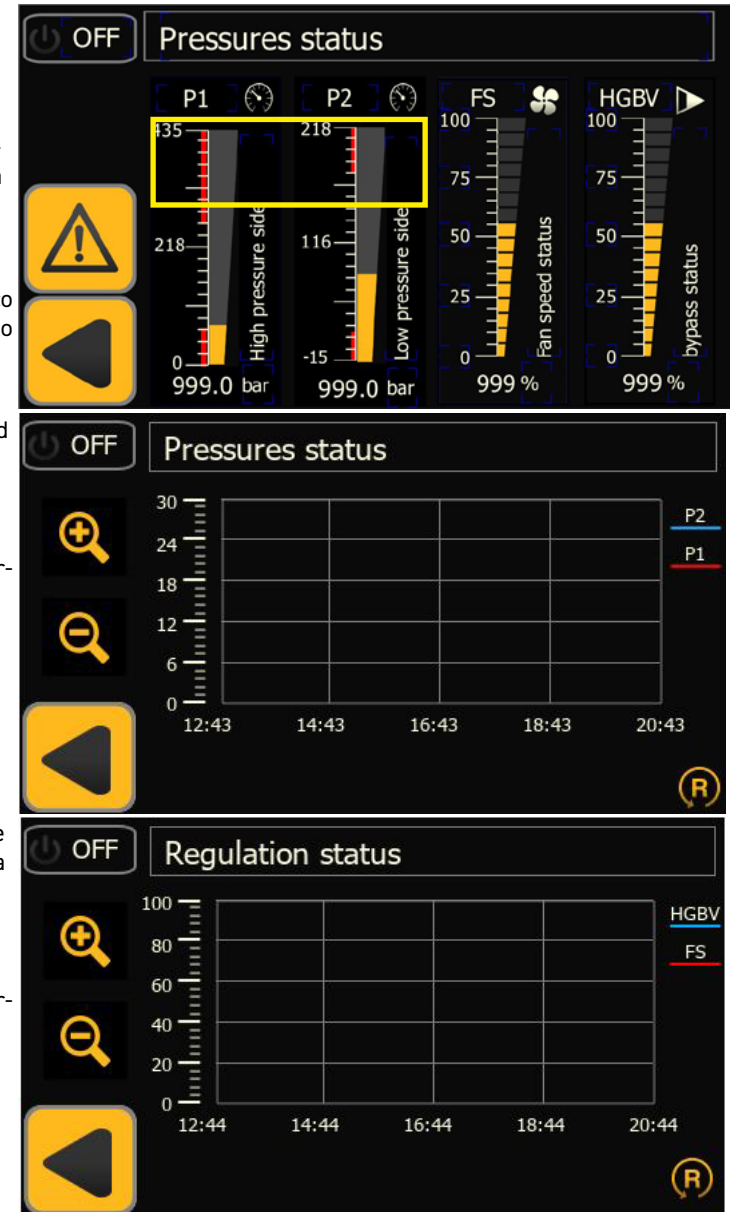 OFF Pressures status
P1 P2 FS HGBV
435 218 100 100
75 75
218 116 50 50
25 25
0 -15 0 0
High pressure side
Low pressure side
Fan speed status
bypass status
999.0 bar 999.0 bar 999 % 999 %
o
o
d
OFF Pressures status
30
24
18
12
6
0
12:43 14:43 16:43 18:43 20:43
P2
P1
R
r-
e
a
OFF Regulation status
100
80
60
40
20
0
12:44 14:44 16:44 18:44 20:44
HGBV
FS
R
r-